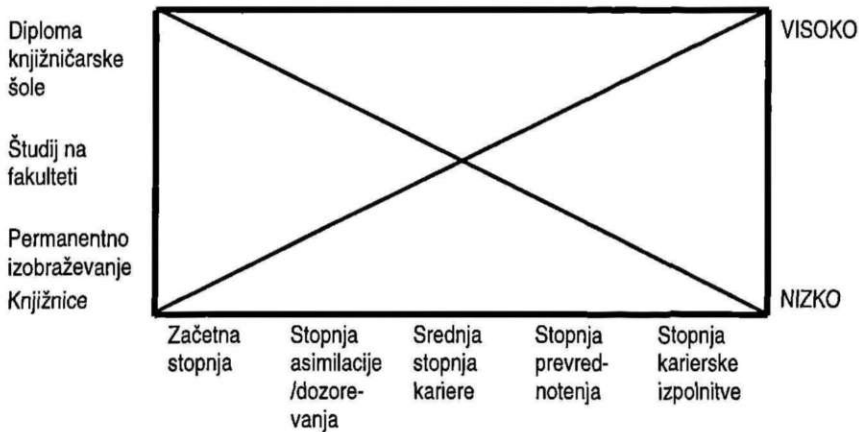 Diploma
knjižničarske
šole
VISOKO
Študij na
fakulteti
Permanentno
izobraževanje
Knjižnice
NIZKO
Začetna
stopnja
Stopnja
asimilacije
/dozore-
vanja
Srednja
stopnja
kariere
Stopnja
prevred-
notenja
Stopnja
karierske
izpolnitve